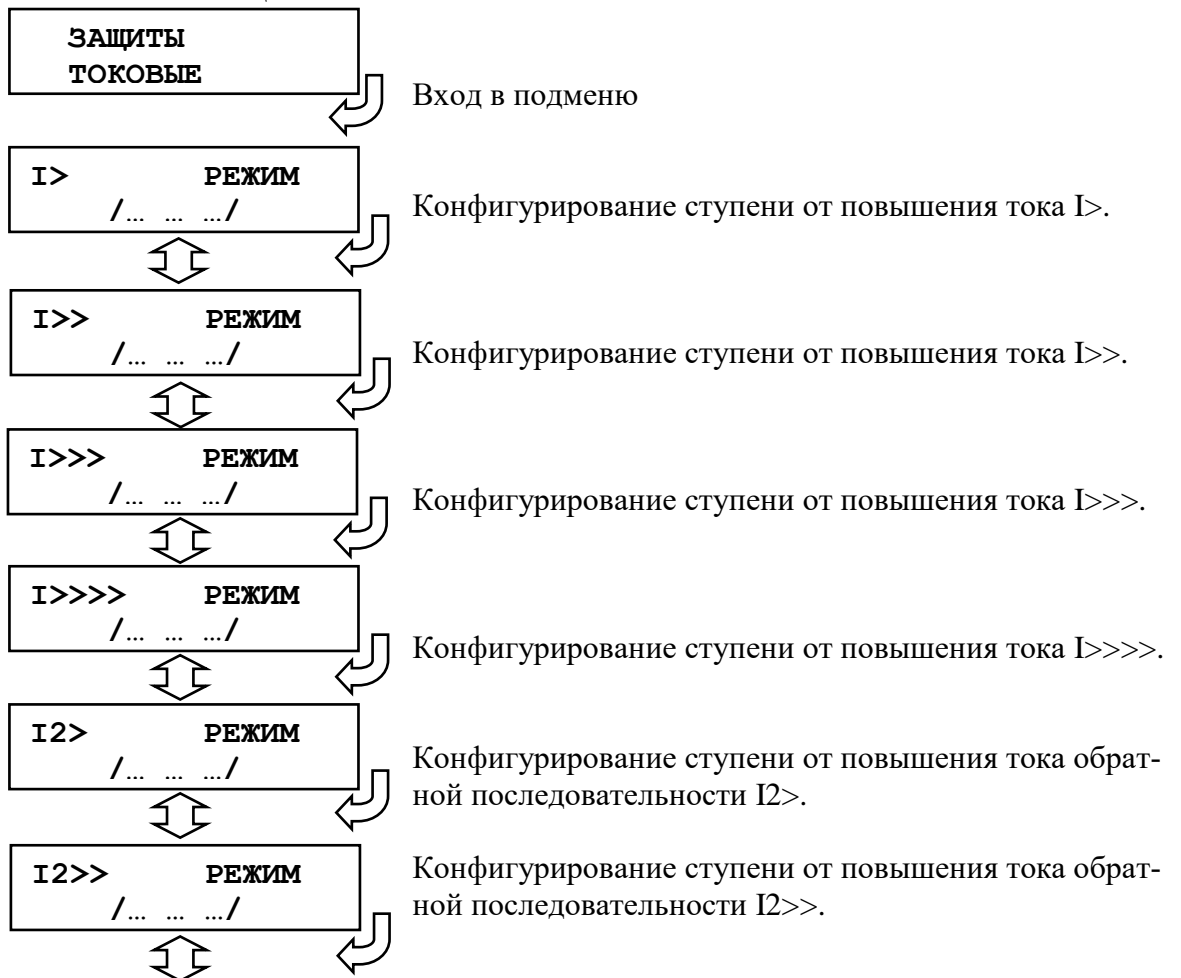 ЗАЩИТЫ
ТОКОВЫЕ
Вход в подменю
I> РЕЖИМ
/… … …/
Конфигурирование ступени от повышения тока I>.
I>> РЕЖИМ
/… … …/
Конфигурирование ступени от повышения тока I>>.
I>>> РЕЖИМ
/… … …/
Конфигурирование ступени от повышения тока I>>>.
I>>>> РЕЖИМ
/… … …/
Конфигурирование ступени от повышения тока I>>>>.
I2> РЕЖИМ
/… … …/
Конфигурирование ступени от повышения тока обрат-
ной последовательности I2>.
I2>> РЕЖИМ
/… … …/
Конфигурирование ступени от повышения тока обрат-
ной последовательности I2>>.